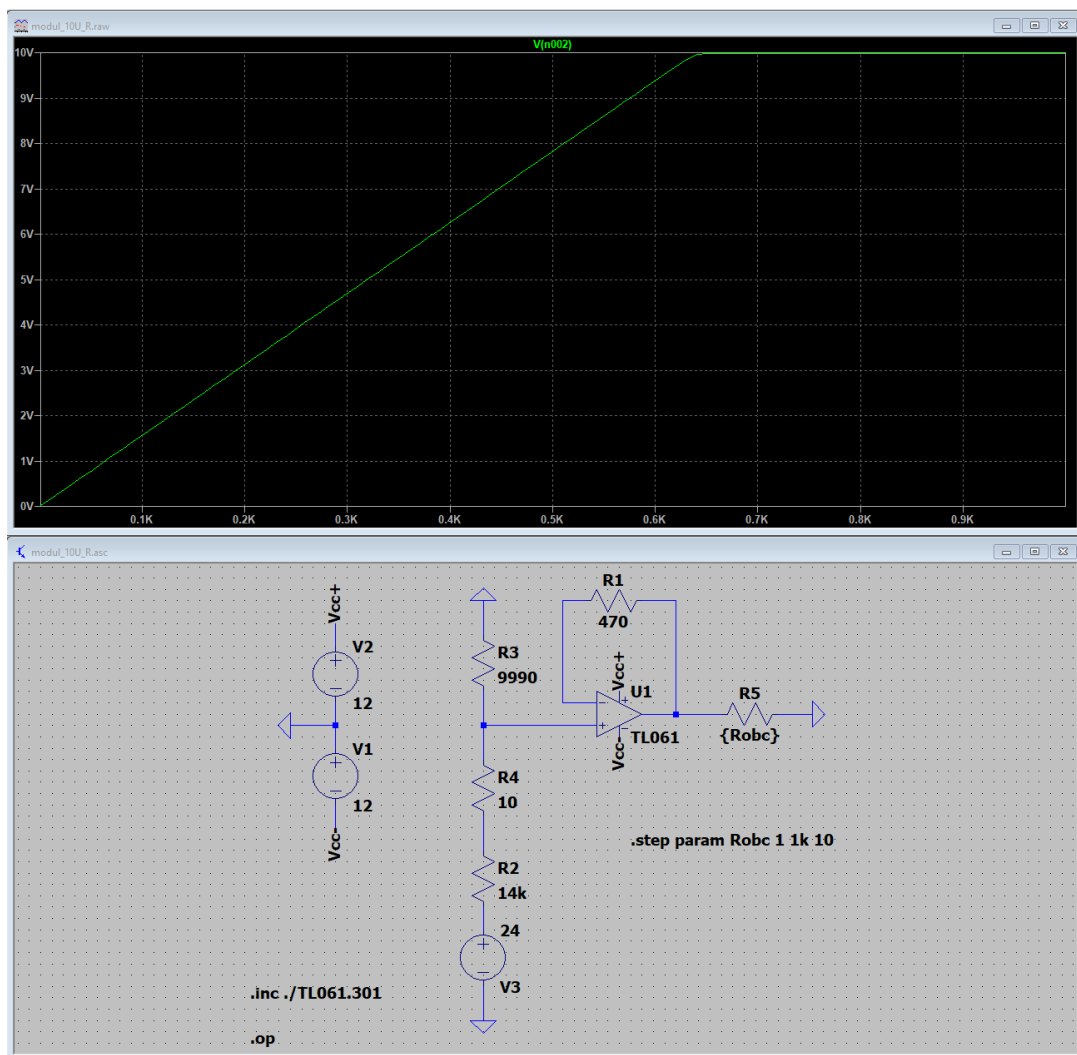 modul_10U_R.raw
V(n002)
10V
9V
8V
7V
6V
5V
4V
3V
2V
1V
0V
0.1K 0.2K 0.3K 0.4K 0.5K 0.6K 0.7K 0.8K 0.9K
modul_10U_R.asc
Vcc+
V2
12
V1
12
Vcc-
R3
9990
R4
10
R2
14k
24
V3
R1
470
Vcc+
U1
TL061
Vcc-
R5
{Robc}
.step param Robc 1 1k 10
.inc ./TL061.301
.op